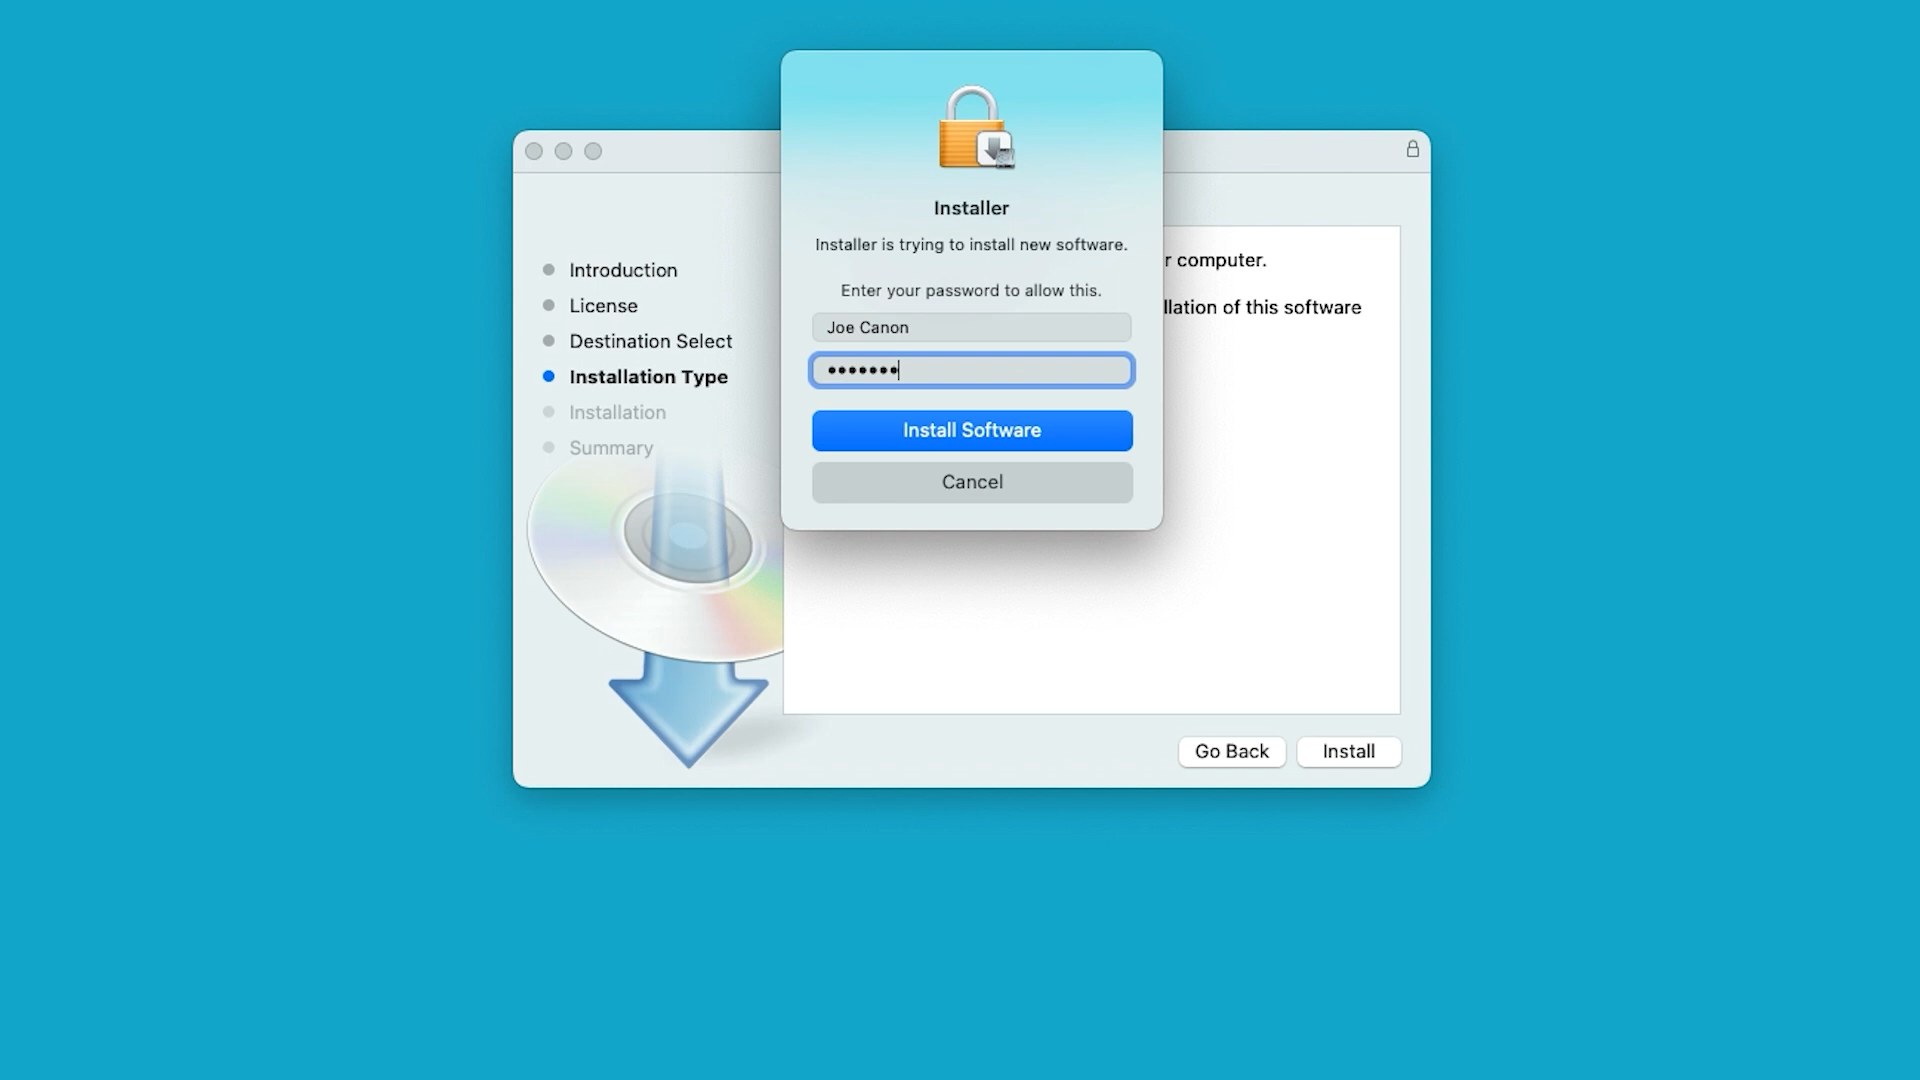 Installer
Installer is trying to install new software.
Enter your password to allow this.
Joe Canon
•••••••
Install Software
Cancel
Introduction
License
Destination Select
Installation Type
Installation
Summary
computer.
of this software
Go Back
Install